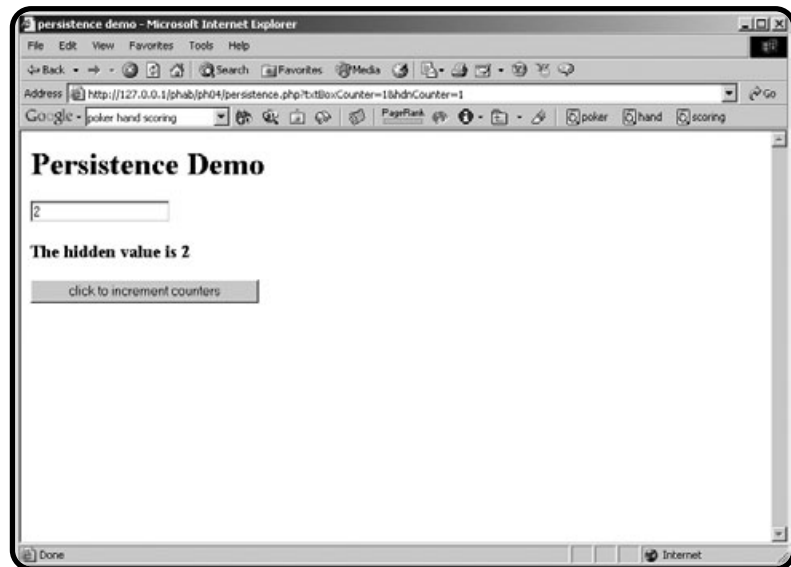 persistence demo - Microsoft Internet Explorer
File Edit View Favorites Tools Help
Back Search Favorites Media
Address http://127.0.0.1/phab/ph04/persistence.php?txtBoxCounter=1&hdnCounter=1 Go
Google poker hand scoring PageRank poker hand scoring
Persistence Demo
2
The hidden value is 2
click to increment counters
Done Internet